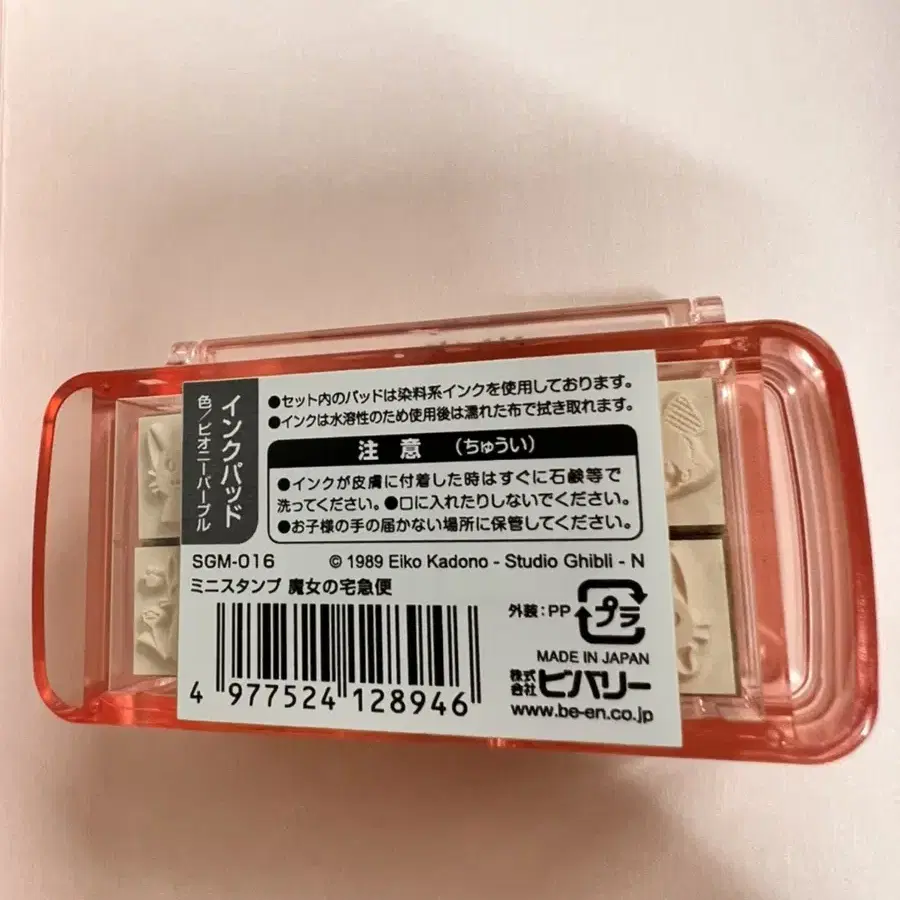 インクパッド
色/ピオニーパープル
●セット内のパッドは染料系インクを使用しております。
●インクは水溶性のため使用後は濡れた布で拭き取れます。
注意 (ちゅうい)
●インクが皮膚に付着した時はすぐに石鹸等で
洗ってください。●口に入れたりしないでください。
●お子様の手の届かない場所に保管してください。
SGM-016 © 1989 Eiko Kadono - Studio Ghibli - N
ミニスタンプ 魔女の宅急便
外装:PP プラ
MADE IN JAPAN
株式会社 ビバリー
www.be-en.co.jp
4 977524 128946